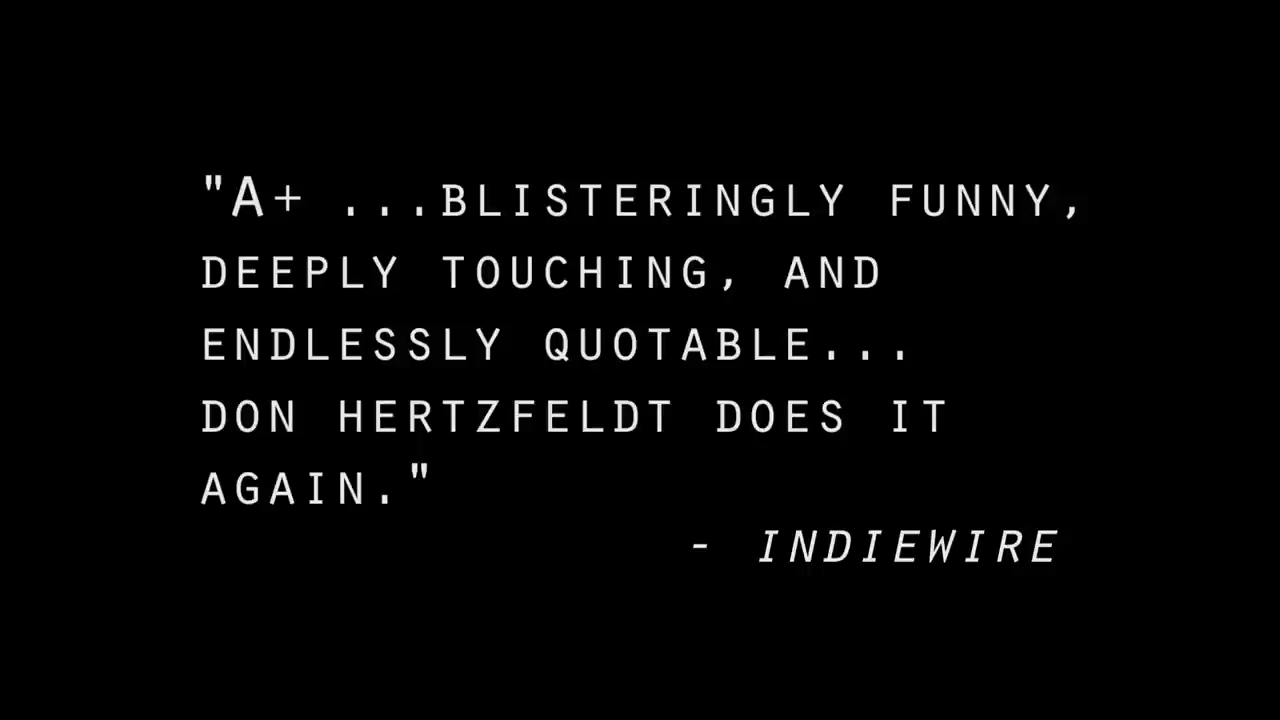 "A+ ...BLISTERINGLY FUNNY,
DEEPLY TOUCHING, AND
ENDLESSLY QUOTABLE...
DON HERTZFELDT DOES IT
AGAIN."
- INDIEWIRE